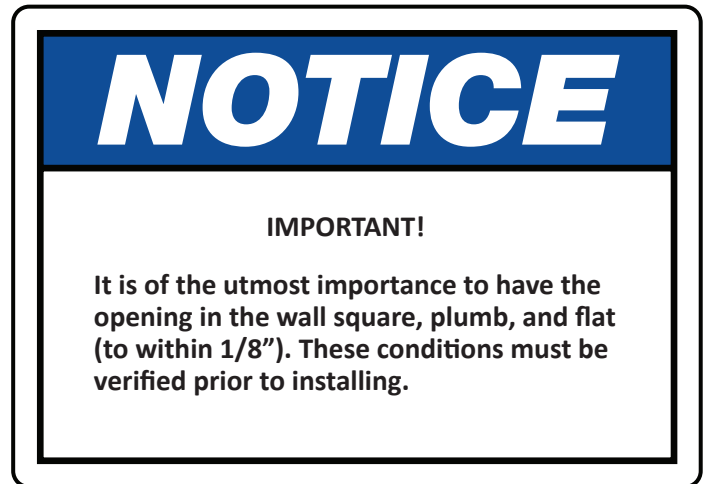 NOTICE
IMPORTANT!
It is of the utmost importance to have the
opening in the wall square, plumb, and flat
(to within 1/8”). These conditions must be
verified prior to installing.